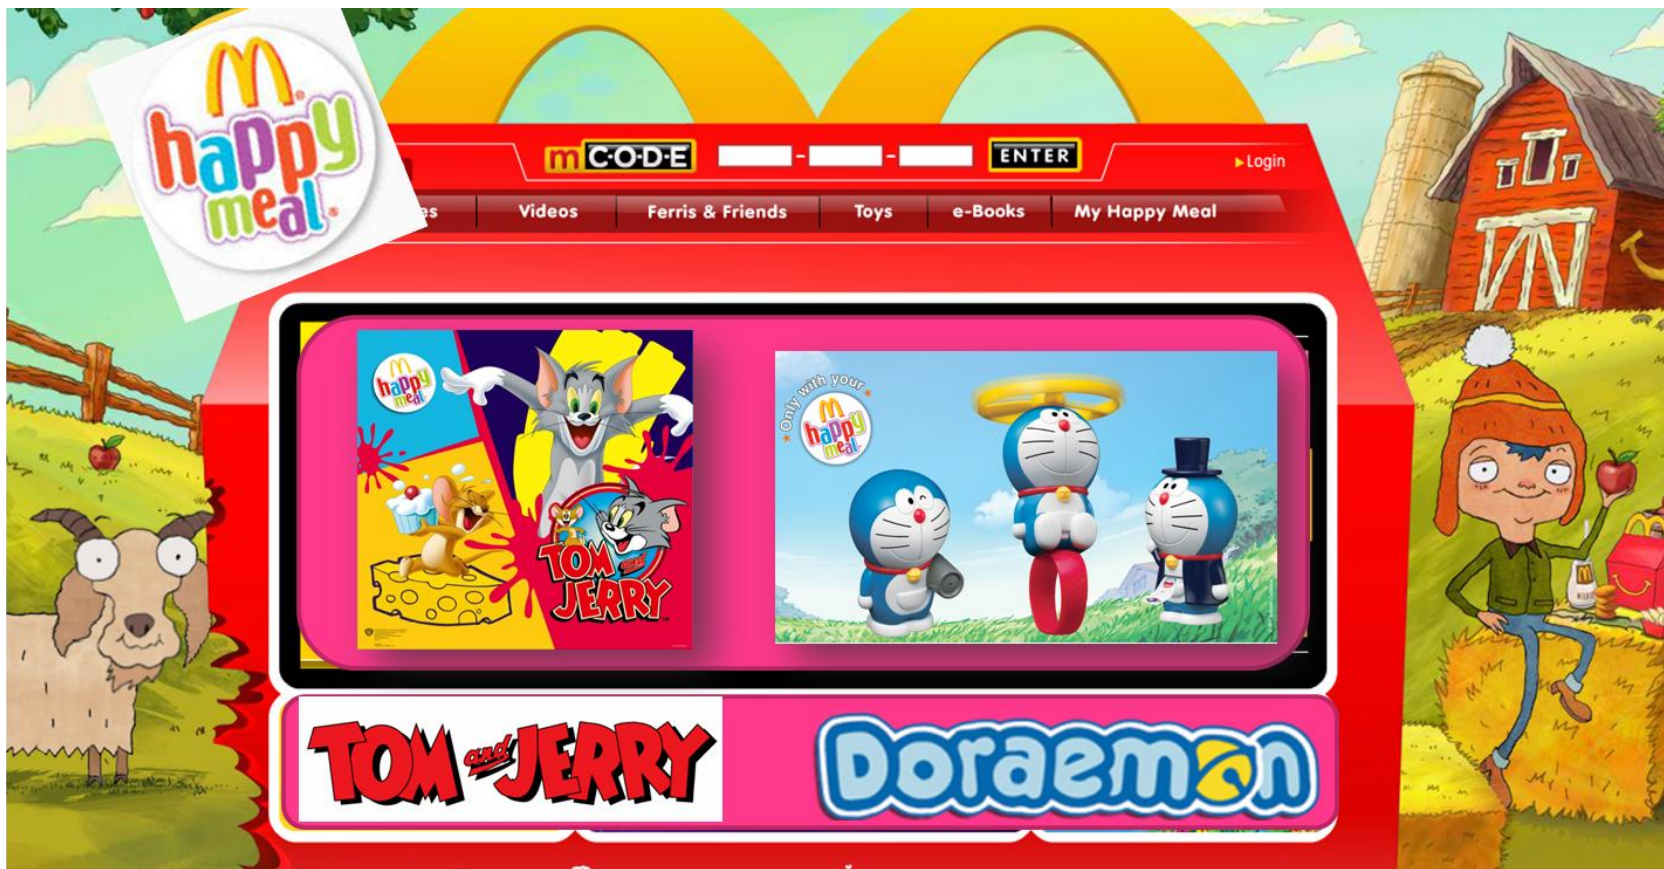 M
happy
meal
m C·O·D·E - - ENTER
Login
es Videos Ferris & Friends Toys e-Books My Happy Meal
happy
meal
TOM and JERRY
Only with your
happy
meal
TOM and JERRY
Doraemon